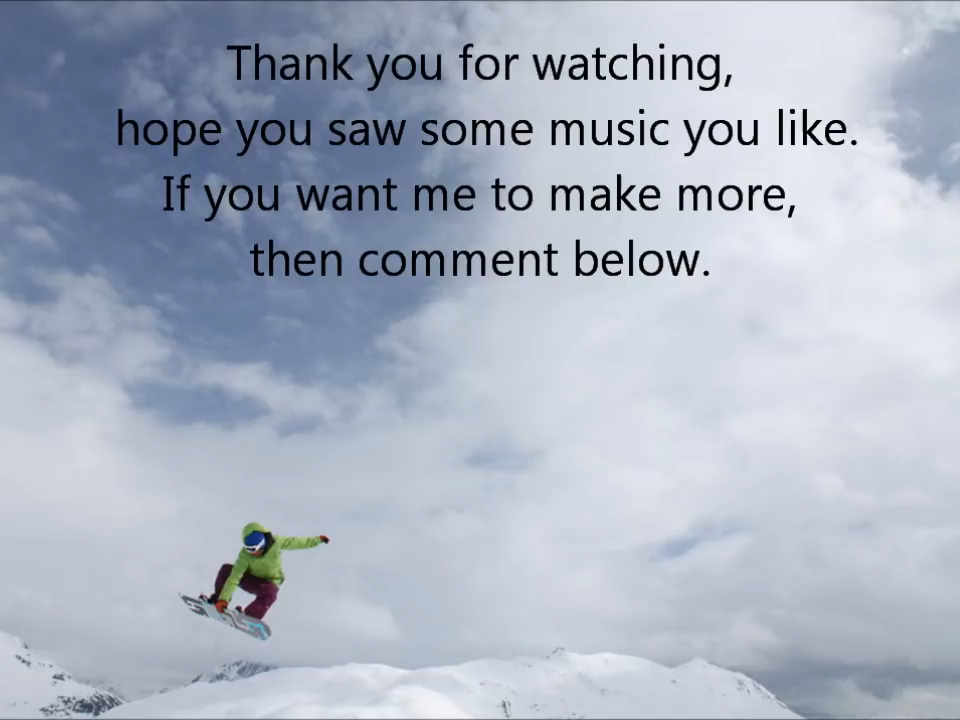 Thank you for watching,
hope you saw some music you like.
If you want me to make more,
then comment below.